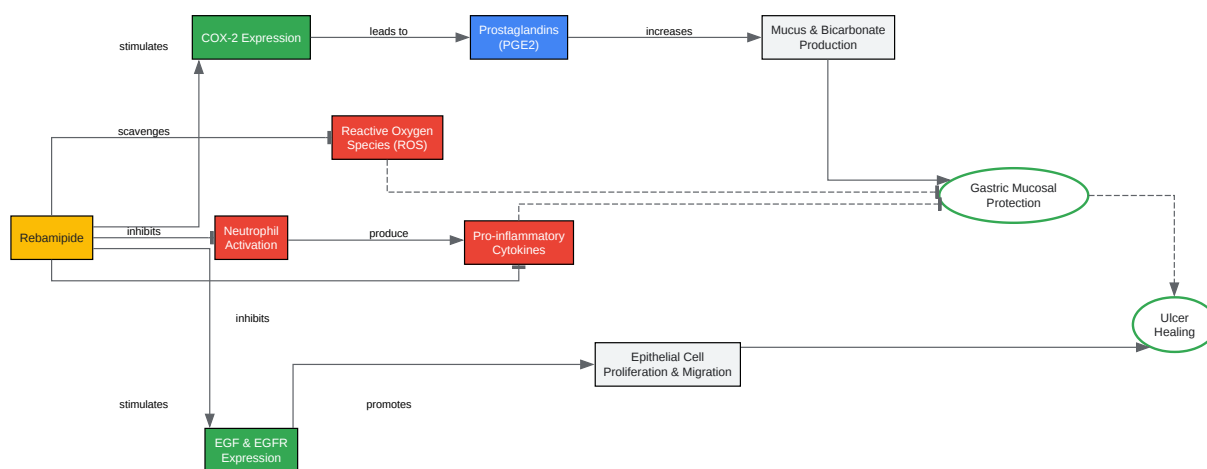 COX-2 Expression
stimulates
leads to
Prostaglandins
(PGE2)
increases
Mucus & Bicarbonate
Production
scavenges
Reactive Oxygen
Species (ROS)
Gastric Mucosal
Protection
Rebamipide
inhibits
Neutrophil
Activation
produce
Pro-inflammatory
Cytokines
inhibits
Ulcer
Healing
Epithelial Cell
Proliferation & Migration
stimulates
promotes
EGF & EGFR
Expression